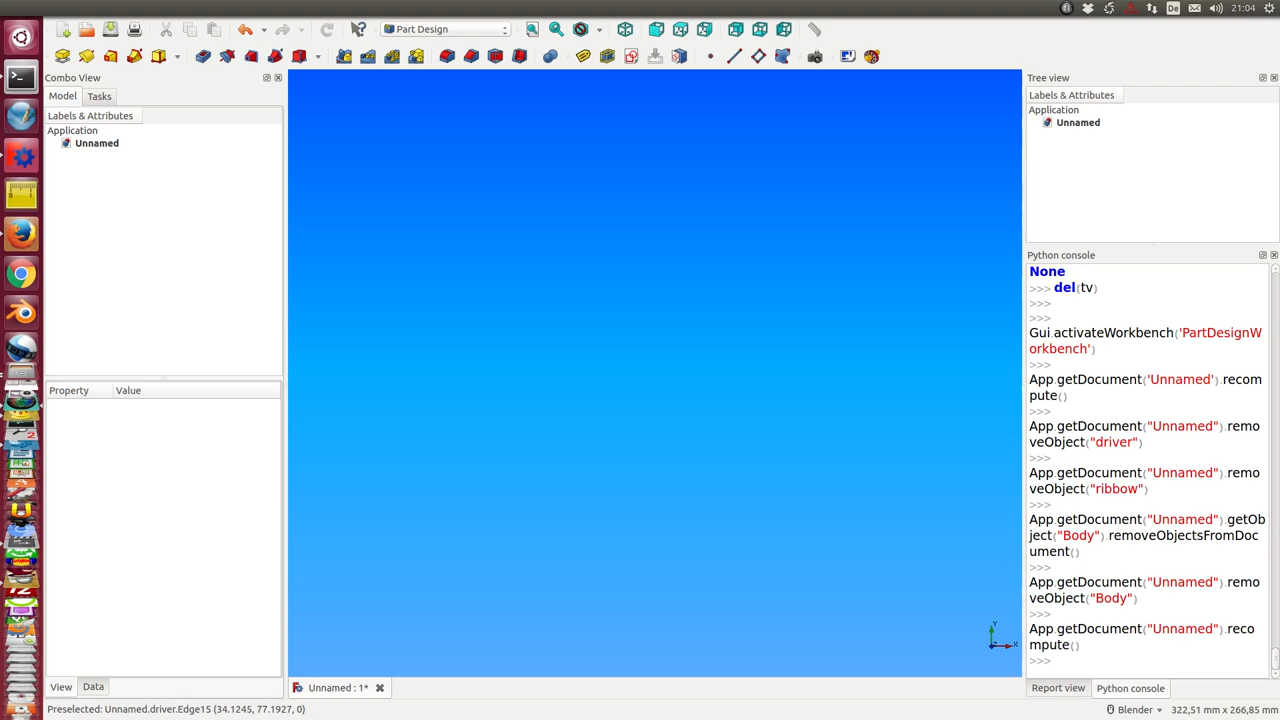 De
21:04
Part Design
Combo View
Model Tasks
Labels & Attributes
Application
Unnamed
Property Value
View Data
Unnamed : 1*
Z
Y
X
Tree view
Labels & Attributes
Application
Unnamed
Python console
None
>>> del(tv)
>>>
>>>
Gui.activateWorkbench('PartDesignW
orkbench')
>>>
App.getDocument('Unnamed').recom
pute()
>>>
App.getDocument("Unnamed").remo
veObject("driver")
>>>
App.getDocument("Unnamed").remo
veObject("ribbow")
>>>
App.getDocument("Unnamed").getOb
ject("Body").removeObjectsFromDoc
ument()
>>>
App.getDocument("Unnamed").remo
veObject("Body")
>>>
App.getDocument("Unnamed").reco
mpute()
>>>
Report view Python console
Preselected: Unnamed.driver.Edge15 (34.1245, 77.1927, 0)
Blender
322,51 mm x 266,85 mm